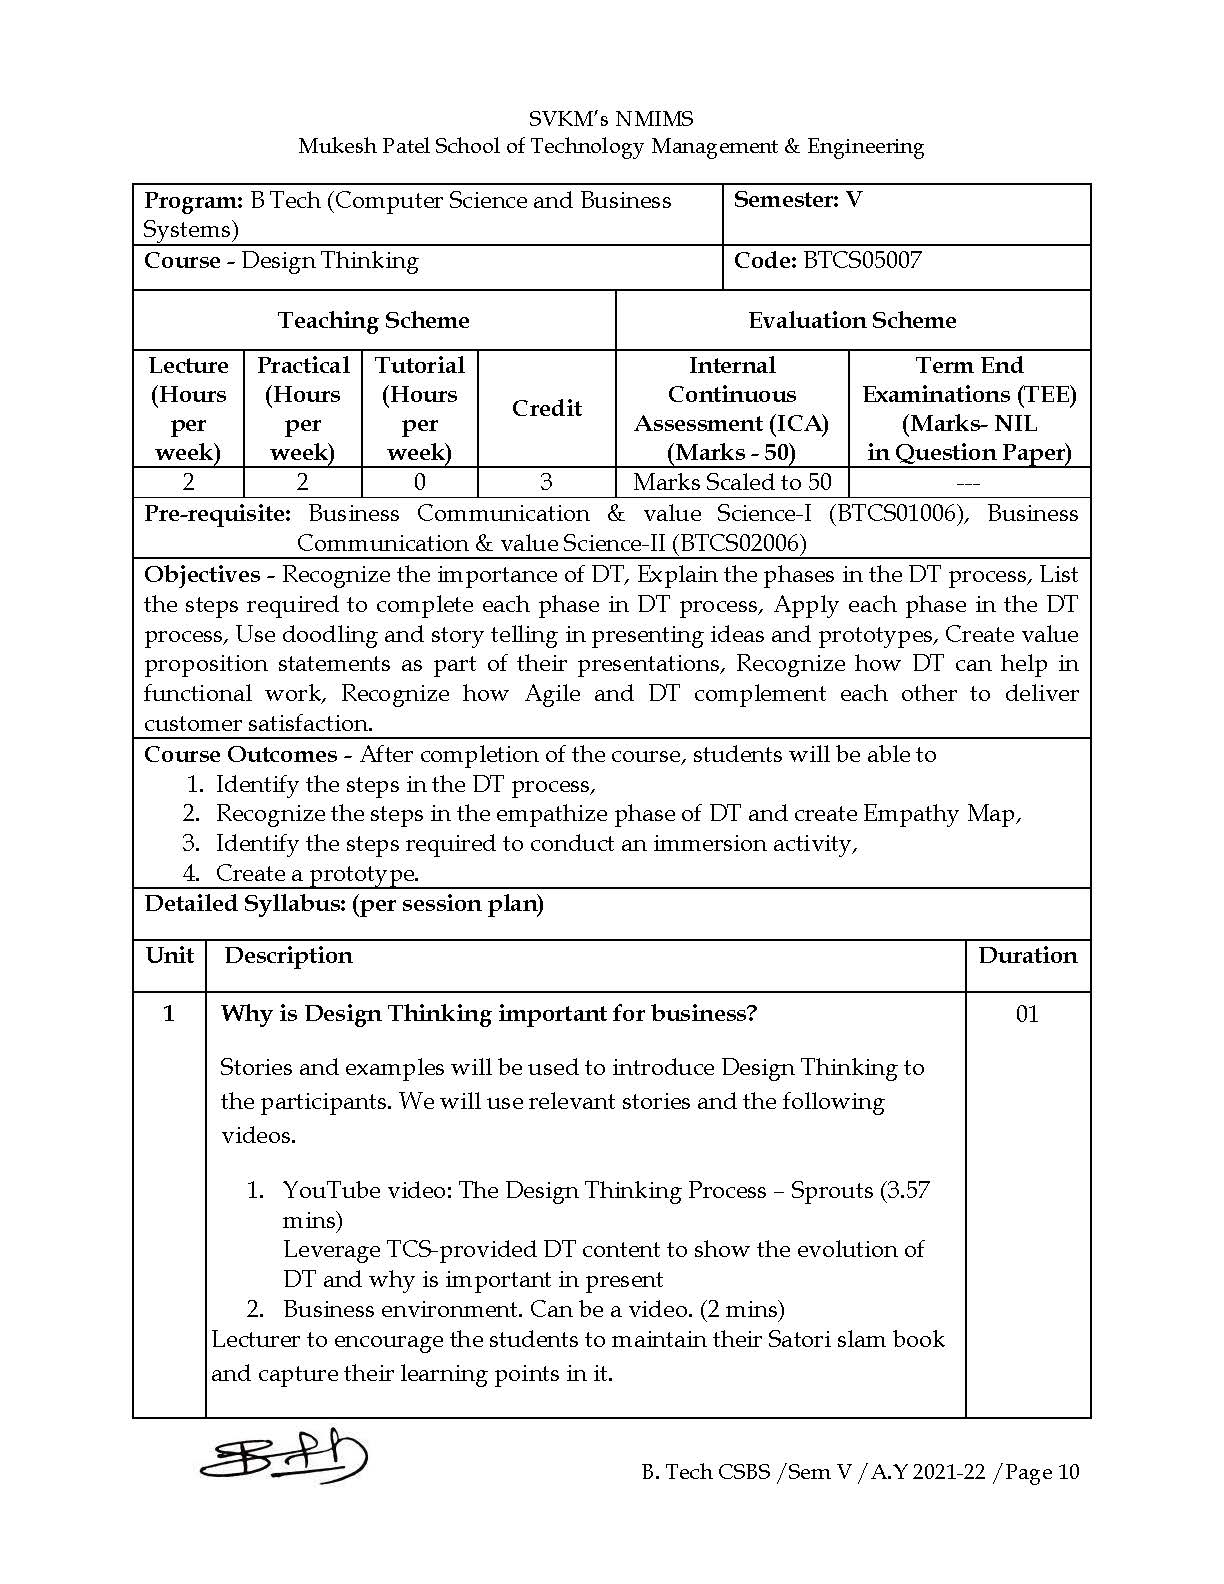 SVKM's NMIMS
Mukesh Patel School of Technology Management & Engineering
Program: B Tech (Computer Science and Business
Systems)
Semester: V
Course - Design Thinking
Code: BTCS05007
Teaching Scheme
Evaluation Scheme
Lecture
(Hours
per
week)
Practical
(Hours
per
week)
Tutorial
(Hours
per
week)
Credit
Internal
Continuous
Assessment (ICA)
(Marks - 50)
Term End
Examinations (TEE)
(Marks- NIL
in Question Paper)
2
2
0
3
Marks Scaled to 50
---
Pre-requisite: Business Communication & value Science-I (BTCS01006), Business
Communication & value Science-II (BTCS02006)
Objectives - Recognize the importance of DT, Explain the phases in the DT process, List
the steps required to complete each phase in DT process, Apply each phase in the DT
process, Use doodling and story telling in presenting ideas and prototypes, Create value
proposition statements as part of their presentations, Recognize how DT can help in
functional work, Recognize how Agile and DT complement each other to deliver
customer satisfaction.
Course Outcomes - After completion of the course, students will be able to
1. Identify the steps in the DT process,
2. Recognize the steps in the empathize phase of DT and create Empathy Map,
3. Identify the steps required to conduct an immersion activity,
4. Create a prototype.
Detailed Syllabus: (per session plan)
Unit
Description
Duration
1
Why is Design Thinking important for business?
01
Stories and examples will be used to introduce Design Thinking to
the participants. We will use relevant stories and the following
videos.
1. YouTube video: The Design Thinking Process – Sprouts (3.57
mins)
Leverage TCS-provided DT content to show the evolution of
DT and why is important in present
2. Business environment. Can be a video. (2 mins)
Lecturer to encourage the students to maintain their Satori slam book
and capture their learning points in it.
B. Tech CSBS /Sem V /A.Y 2021-22 /Page 10